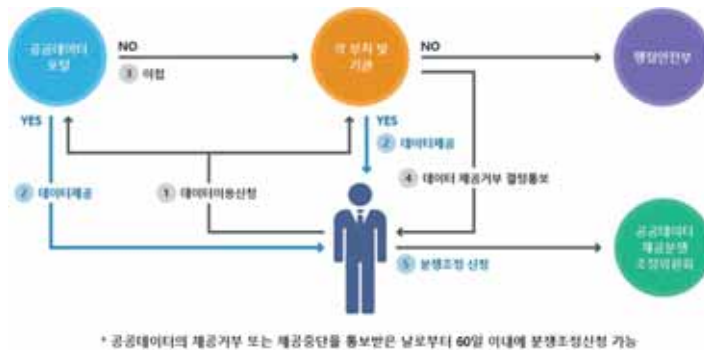 공공데이터
포털
NO
③ 이첩
각 부처 및
기관
NO
행정안전부
YES
YES
② 데이터제공
② 데이터제공
① 데이터이용신청
④ 데이터 제공거부 결정통보
⑤ 분쟁조정 신청
공공데이터
제공분쟁
조정위원회
* 공공데이터의 제공거부 또는 제공중단을 통보받은 날로부터 60일 이내에 분쟁조정신청 가능